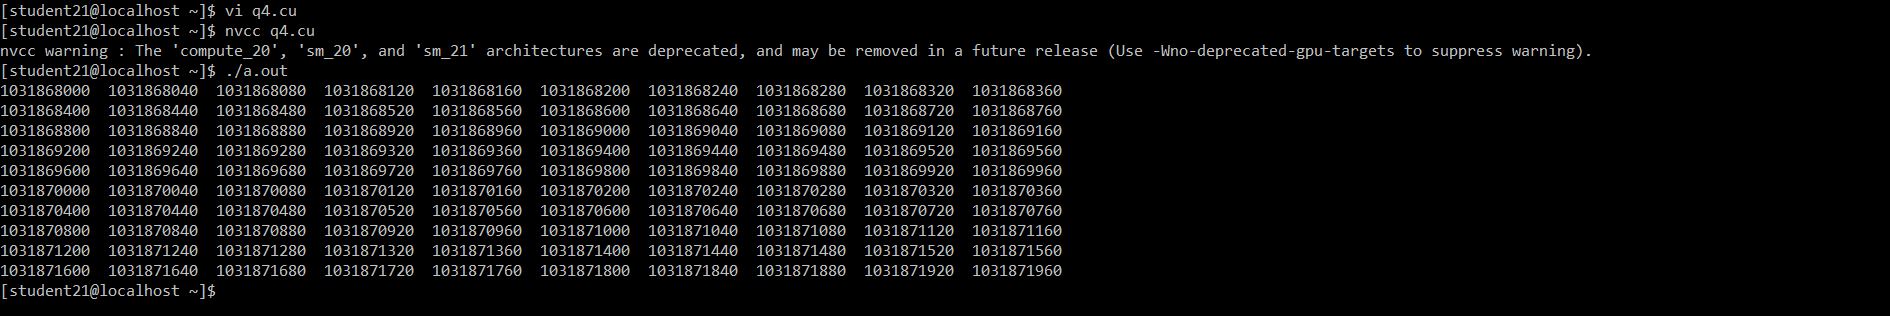 [student21@localhost ~]$ vi q4.cu
[student21@localhost ~]$ nvcc q4.cu
nvcc warning : The 'compute_20', 'sm_20', and 'sm_21' architectures are deprecated, and may be removed in a future release (Use -Wno-deprecated-gpu-targets to suppress warning).
[student21@localhost ~]$ ./a.out
1031868000  1031868040  1031868080  1031868120  1031868160  1031868200  1031868240  1031868280  1031868320  1031868360
1031868400  1031868440  1031868480  1031868520  1031868560  1031868600  1031868640  1031868680  1031868720  1031868760
1031868800  1031868840  1031868880  1031868920  1031868960  1031869000  1031869040  1031869080  1031869120  1031869160
1031869200  1031869240  1031869280  1031869320  1031869360  1031869400  1031869440  1031869480  1031869520  1031869560
1031869600  1031869640  1031869680  1031869720  1031869760  1031869800  1031869840  1031869880  1031869920  1031869960
1031870000  1031870040  1031870080  1031870120  1031870160  1031870200  1031870240  1031870280  1031870320  1031870360
1031870400  1031870440  1031870480  1031870520  1031870560  1031870600  1031870640  1031870680  1031870720  1031870760
1031870800  1031870840  1031870880  1031870920  1031870960  1031871000  1031871040  1031871080  1031871120  1031871160
1031871200  1031871240  1031871280  1031871320  1031871360  1031871400  1031871440  1031871480  1031871520  1031871560
1031871600  1031871640  1031871680  1031871720  1031871760  1031871800  1031871840  1031871880  1031871920  1031871960
[student21@localhost ~]$